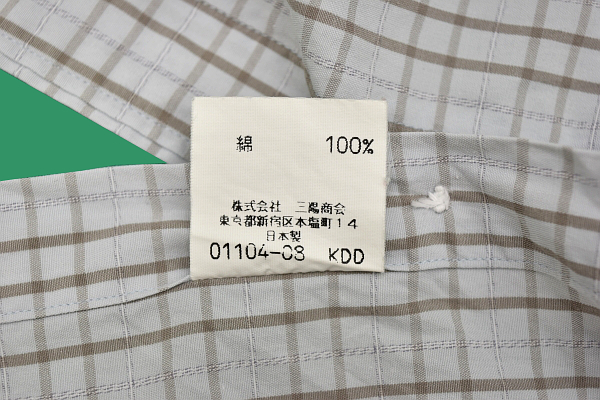 綿 100%
株式会社 三陽商会
東京都新宿区本塩町14
日本製
01104-08 KDD